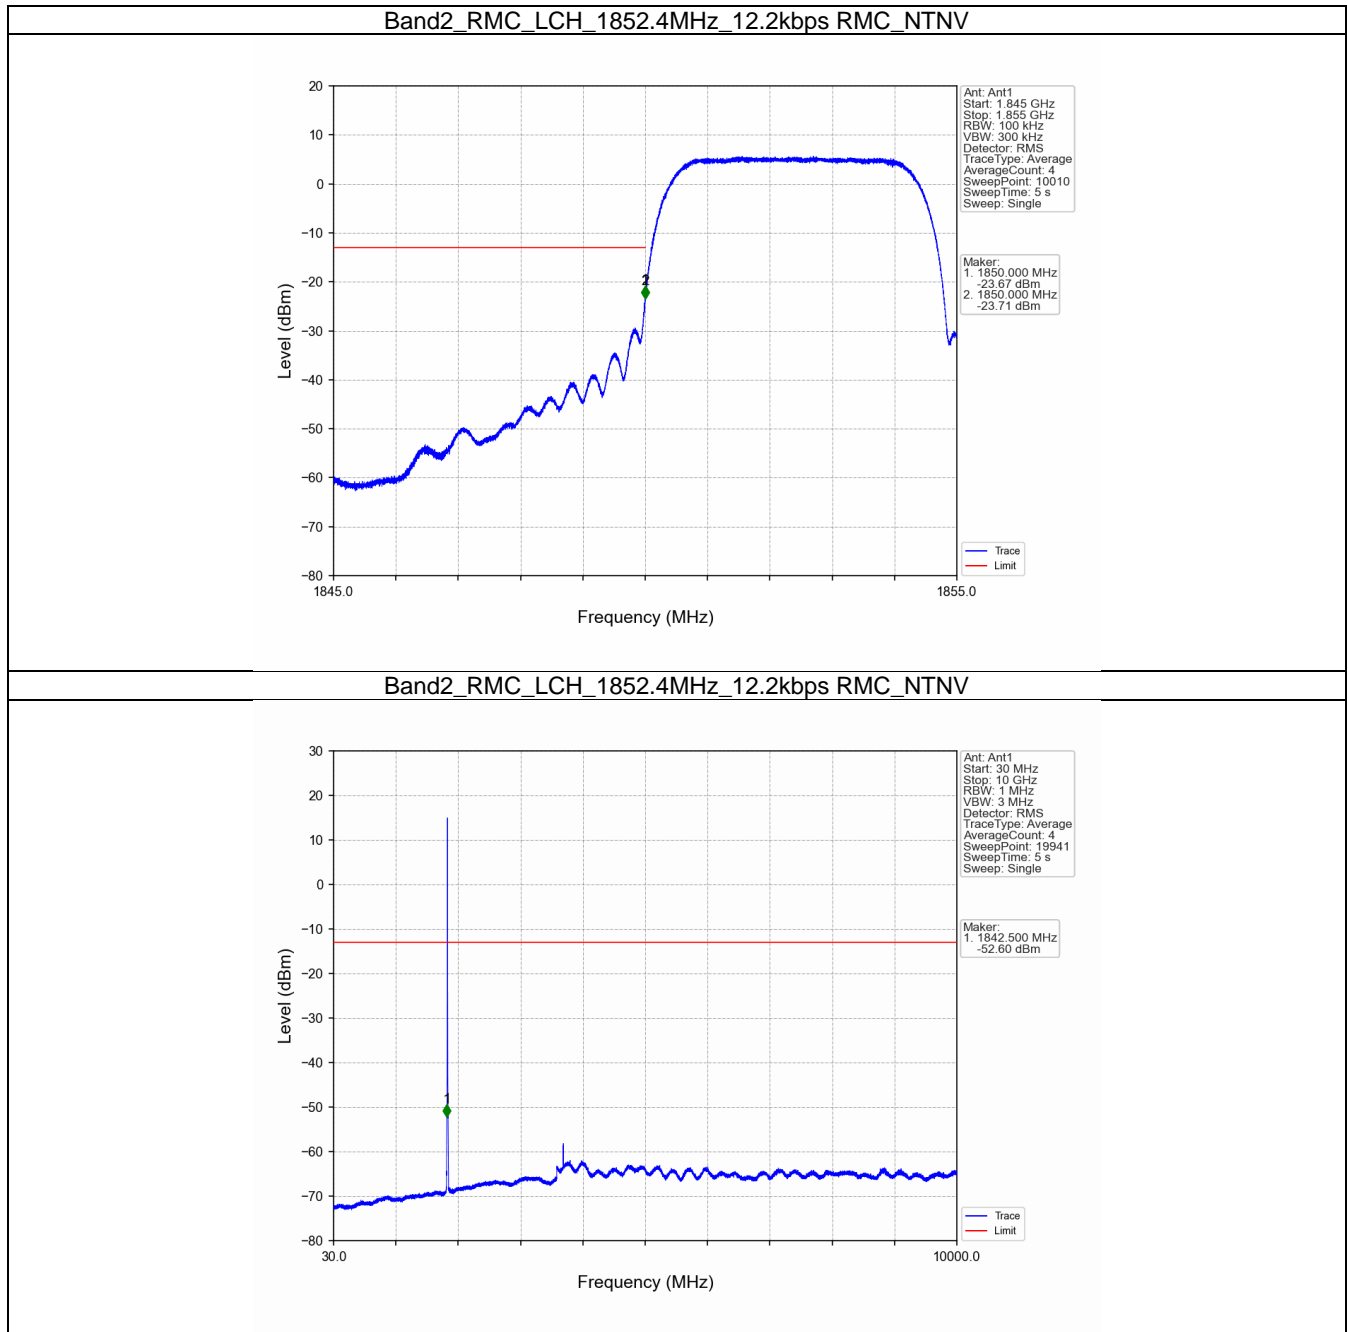 Band2_RMC_LCH_1852.4MHz_12.2kbps RMC_NTNV
20
10
0
−10
−20
−30
−40
−50
−60
−70
−80
Level (dBm)
1845.0
1855.0
Frequency (MHz)
2
Ant: Ant1
Start: 1.845 GHz
Stop: 1.855 GHz
RBW: 100 kHz
VBW: 300 kHz
Detector: RMS
TraceType: Average
AverageCount: 4
SweepPoint: 10010
SweepTime: 5 s
Sweep: Single
Maker:
1. 1850.000 MHz
-23.67 dBm
2. 1850.000 MHz
-23.71 dBm
Trace
Limit
Band2_RMC_LCH_1852.4MHz_12.2kbps RMC_NTNV
30
20
10
0
−10
−20
−30
−40
−50
−60
−70
−80
Level (dBm)
30.0
10000.0
Frequency (MHz)
1
Ant: Ant1
Start: 30 MHz
Stop: 10 GHz
RBW: 1 MHz
VBW: 3 MHz
Detector: RMS
TraceType: Average
AverageCount: 4
SweepPoint: 19941
SweepTime: 5 s
Sweep: Single
Maker:
1. 1842.500 MHz
-52.60 dBm
Trace
Limit